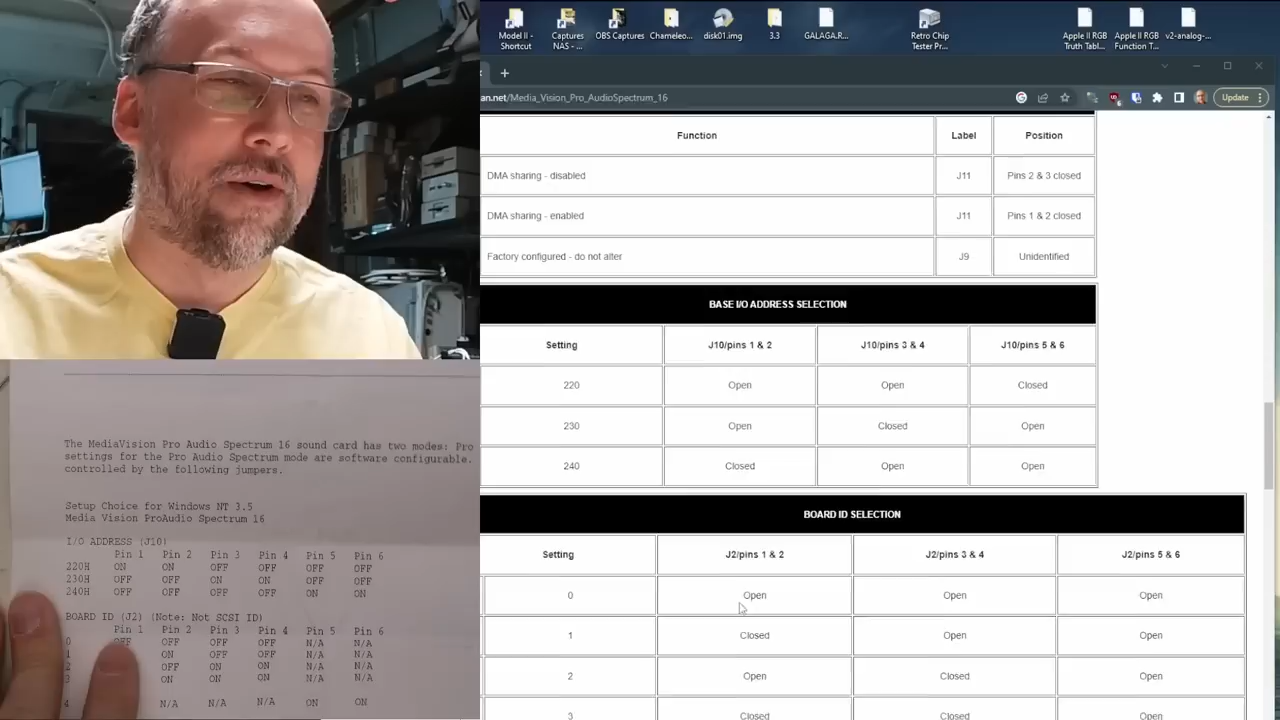 Model II -
Shortcut
Captures
NAS - ...
OBS Captures
Chameleo...
disk01.img
3.3
GALAGA.R...
Retro Chip
Tester Pr...
Apple II RGB
Truth Tabl...
Apple II RGB
Function T...
v2-analog-...
an.net/Media_Vision_Pro_AudioSpectrum_16
Update
Function Label Position
DMA sharing - disabled J11 Pins 2 & 3 closed
DMA sharing - enabled J11 Pins 1 & 2 closed
Factory configured - do not alter J9 Unidentified
BASE I/O ADDRESS SELECTION
Setting J10/pins 1 & 2 J10/pins 3 & 4 J10/pins 5 & 6
220 Open Open Closed
230 Open Closed Open
240 Closed Open Open
BOARD ID SELECTION
Setting J2/pins 1 & 2 J2/pins 3 & 4 J2/pins 5 & 6
0 Open Open Open
1 Closed Open Open
2 Open Closed Open
3 Closed Closed Open
The MediaVision Pro Audio Spectrum 16 sound card has two modes: Pro
settings for the Pro Audio Spectrum mode are software configurable.
controlled by the following jumpers.
Setup Choice for Windows NT 3.5
Media Vision ProAudio Spectrum 16
I/O ADDRESS (J10)
Pin 1 Pin 2 Pin 3 Pin 4 Pin 5 Pin 6
220H ON ON OFF OFF OFF OFF
230H OFF OFF ON ON OFF OFF
240H OFF OFF OFF OFF ON ON
BOARD ID (J2) (Note: Not SCSI ID)
Pin 1 Pin 2 Pin 3 Pin 4 Pin 5 Pin 6
0 OFF OFF OFF OFF N/A N/A
1 ON OFF OFF N/A N/A
2 OFF ON ON N/A N/A
3 ON ON ON N/A N/A
4 N/A N/A N/A ON ON